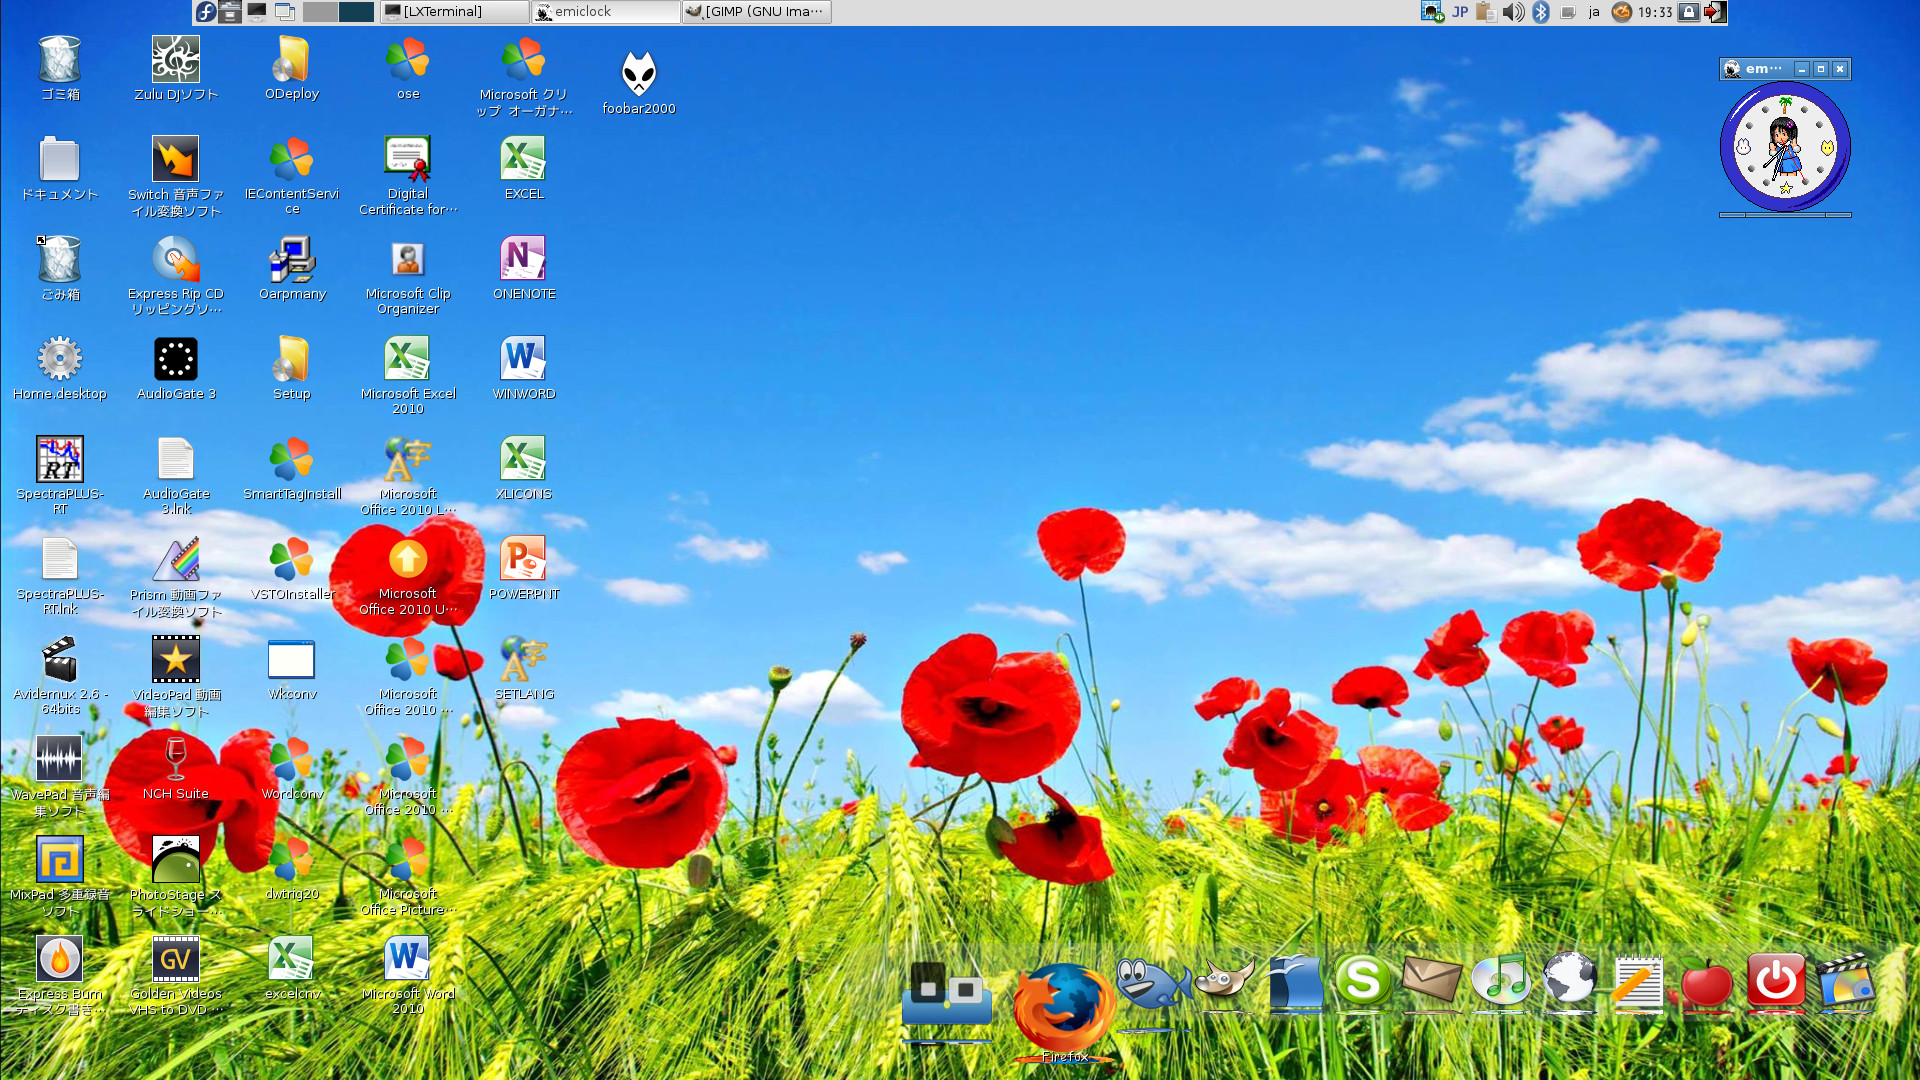 [LXTerminal]
emiclock
[GIMP (GNU Ima…
JP
ja
19:33
em…
ゴミ箱
Zulu DJソフト
ODeploy
ose
Microsoft クリ
ップ オーガナ…
foobar2000
ドキュメント
Switch 音声ファ
イル変換ソフト
IEContentServi
ce
Digital
Certificate for…
EXCEL
ごみ箱
Express Rip CD
リッピングソ…
Oarpmany
Microsoft Clip
Organizer
ONENOTE
Home.desktop
AudioGate 3
Setup
Microsoft Excel
2010
WINWORD
RT
SpectraPLUS-
RT
AudioGate
3.lnk
SmartTagInstall
Microsoft
Office 2010 L…
XLICONS
SpectraPLUS-
RT.lnk
Prism 動画ファ
イル変換ソフト
VSTOInstaller
Microsoft
Office 2010 U…
POWERPNT
Avidemux 2.6 -
64bits
VideoPad 動画
編集ソフト
Wkconv
Microsoft
Office 2010 …
SETLANG
WavePad 音声編
集ソフト
NCH Suite
Wordconv
Microsoft
Office 2010 …
MixPad 多重録音
ソフト
PhotoStage ス
ライドショー…
dwtrig20
Microsoft
Office Picture…
Express Burn
ディスク書き…
GV
Golden Videos
VHS to DVD …
excelcnv
Microsoft Word
2010
Firefox